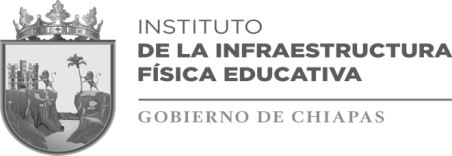 INSTITUTO
DE LA INFRAESTRUCTURA
FÍSICA EDUCATIVA
GOBIERNO DE CHIAPAS